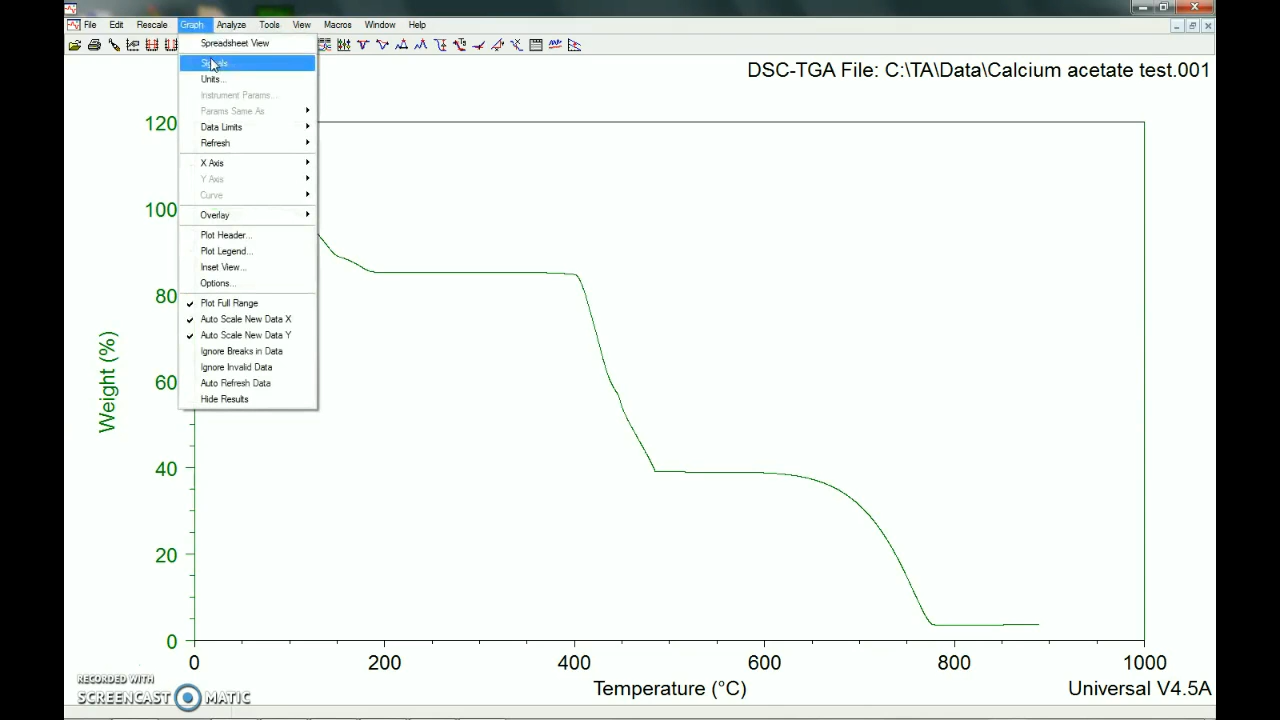 File Edit Rescale Graph Analyze Tools View Macros Window Help
Spreadsheet View
Signals...
Units...
Instrument Params...
Params Same As
Data Limits
Refresh
X Axis
Y Axis
Curve
Overlay
Plot Header...
Plot Legend...
Inset View...
Options...
Plot Full Range
Auto Scale New Data X
Auto Scale New Data Y
Ignore Breaks in Data
Ignore Invalid Data
Auto Refresh Data
Hide Results
DSC-TGA File: C:\TA\Data\Calcium acetate test.001
120
100
80
60
40
20
0
Weight (%)
0 200 400 600 800 1000
Temperature (°C)
Universal V4.5A
RECORDED WITH
SCREENCAST MATIC